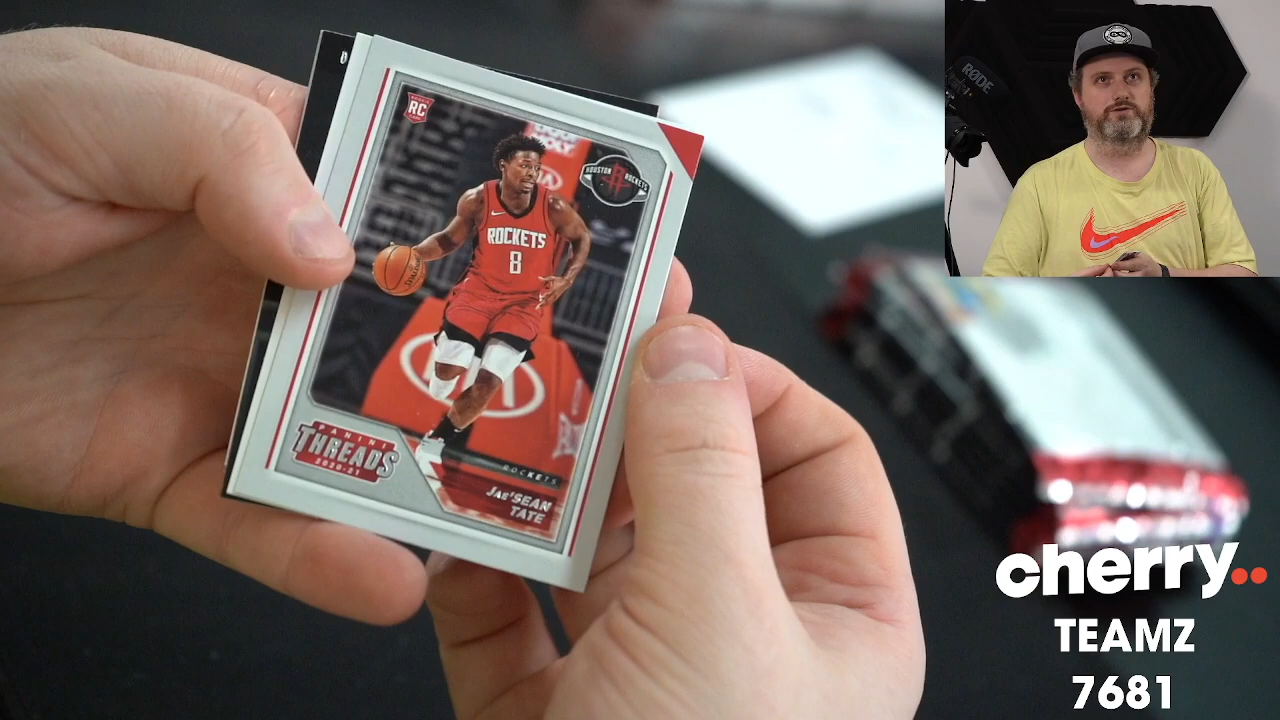 RØDE
RC
HOUSTON ROCKETS
ROCKETS
8
PANINI
THREADS
2020-21
ROCKETS
JAE'SEAN
TATE
cherry..
TEAMZ
7681